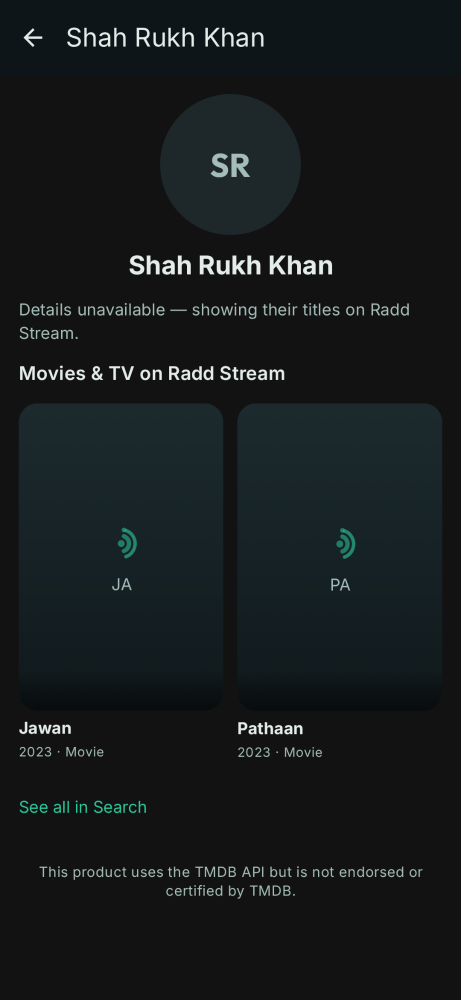 Shah Rukh Khan
SR
Shah Rukh Khan
Details unavailable — showing their titles on Radd
Stream.
Movies & TV on Radd Stream
JA
PA
Jawan
2023 · Movie
Pathaan
2023 · Movie
See all in Search
This product uses the TMDB API but is not endorsed or
certified by TMDB.